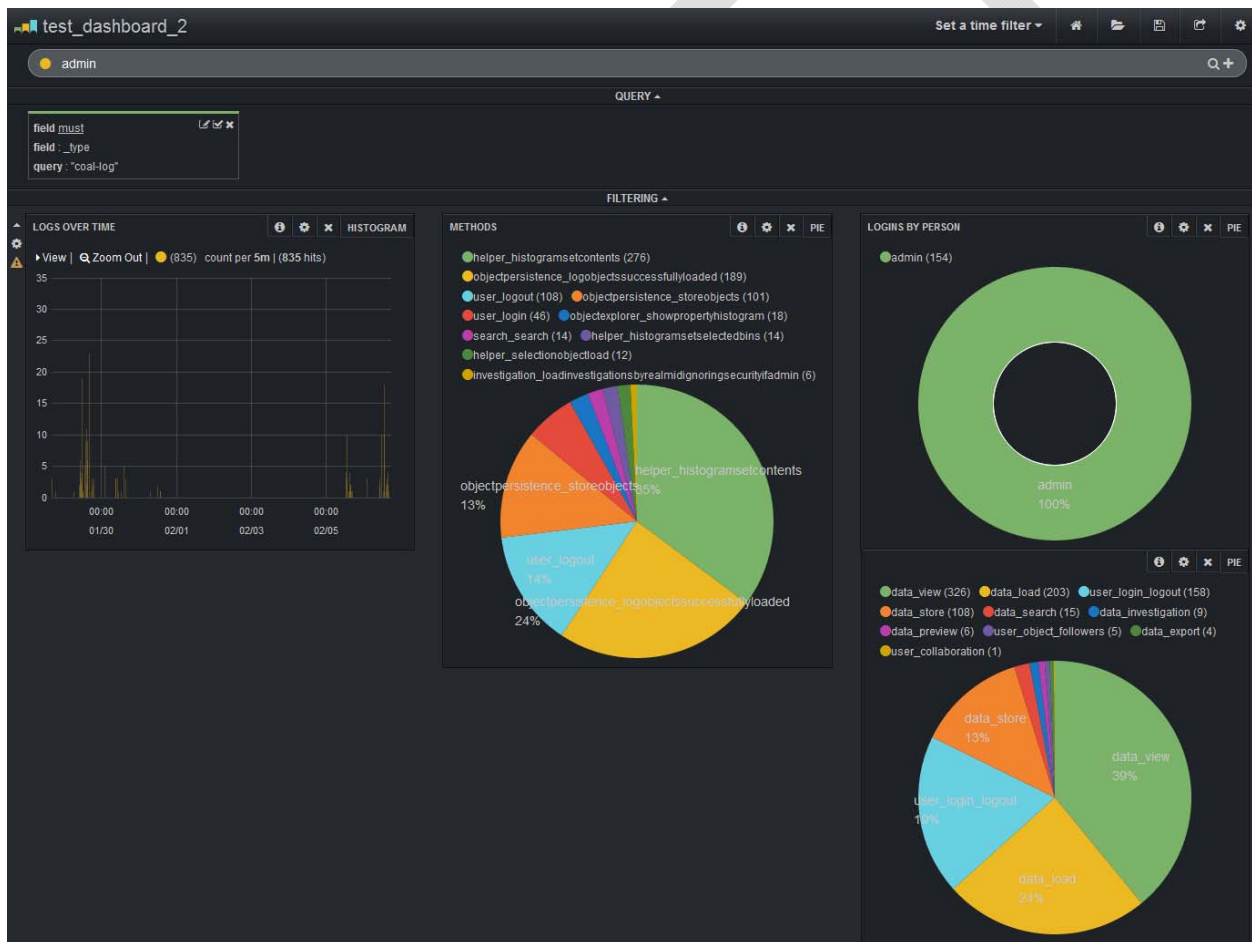 test_dashboard_2
Set a time filter
admin
QUERY
field must
field : _type
query : "coal-log"
FILTERING
LOGS OVER TIME
HISTOGRAM
View | Zoom Out | (835) count per 5m | (835 hits)
35
30
25
20
15
10
5
0
00:00 00:00 00:00 00:00
01/30 02/01 02/03 02/05
METHODS
PIE
helper_histogramsetcontents (276)
objectpersistence_logobjectssuccessfullyloaded (189)
user_logout (108) objectpersistence_storeobjects (101)
user_login (46) objectexplorer_showpropertyhistogram (18)
search_search (14) helper_histogramsetselectedbins (14)
helper_selectionobjectload (12)
investigation_loadinvestigationsbyrealmidignoringsecurityifadmin (6)
helper_histogramsetcontents
35%
objectpersistence_storeobjects
13%
user_logout
14%
objectpersistence_logobjectssuccessfullyloaded
24%
LOGINS BY PERSON
PIE
admin (154)
admin
100%
PIE
data_view (326) data_load (203) user_login_logout (158)
data_store (108) data_search (15) data_investigation (9)
data_preview (6) user_object_followers (5) data_export (4)
user_collaboration (1)
data_store
13%
data_view
39%
user_login_logout
19%
data_load
24%